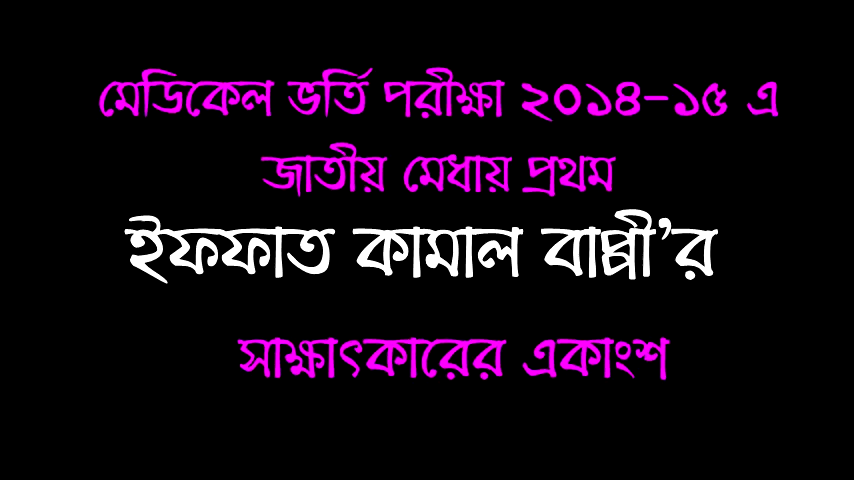 মেডিকেল ভর্তি পরীক্ষা ২০১৪-১৫ এ
জাতীয় মেধায় প্রথম
ইফফাত কামাল বাপ্পী’র
সাক্ষাৎকারের একাংশ